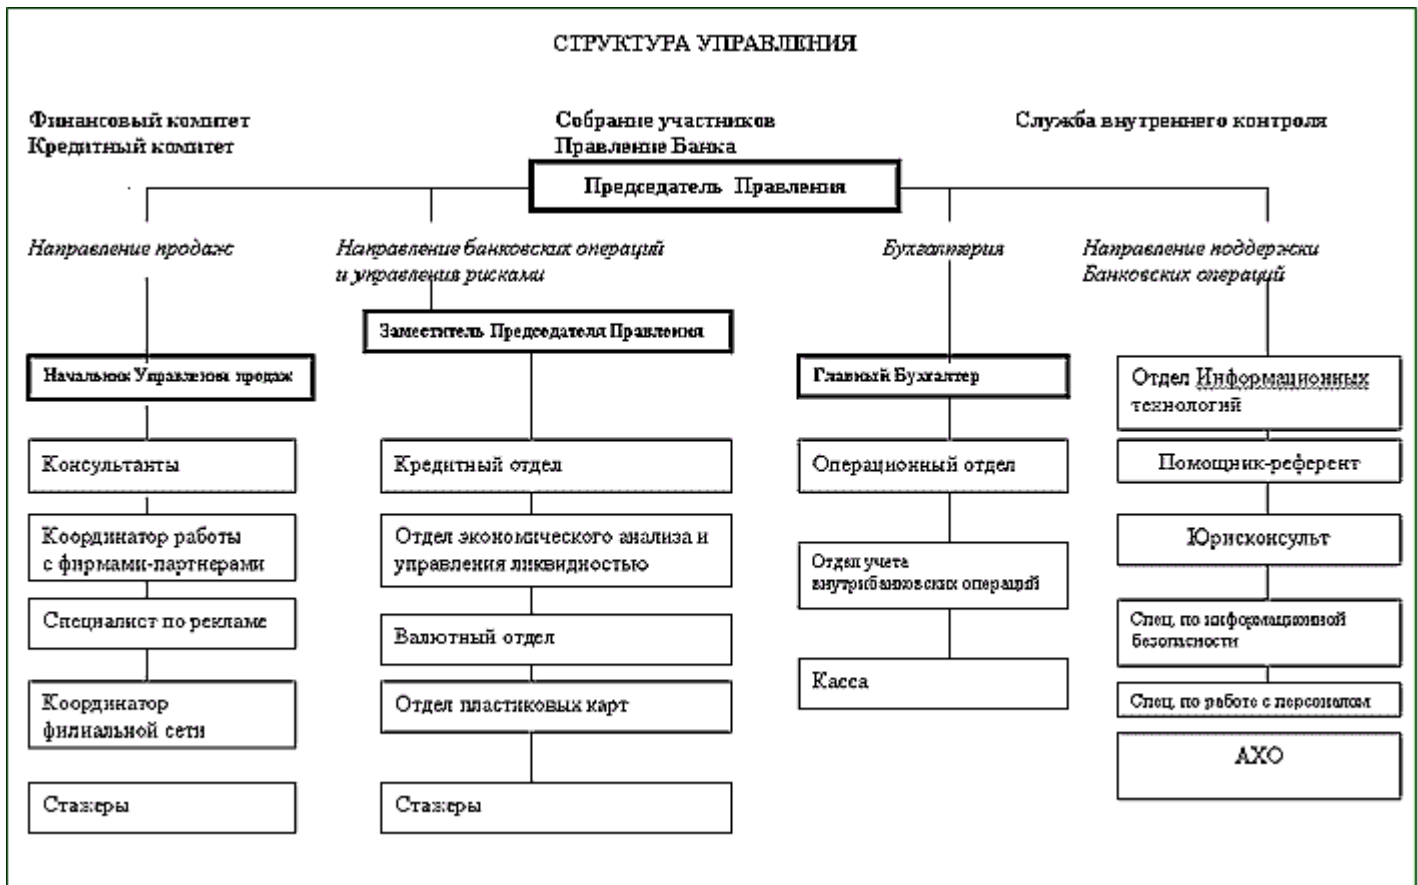 СТРУКТУРА УПРАВЛЕНИЯ
Финансовый комитет
Кредитный комитет
Собрание участников
Правление Банка
Служба внутреннего контроля
Председатель Правления
Направление продаж
Направление банковских операций
и управления рисками
Бухгалтерия
Направление поддержки
Банковских операций
Начальник Управления продаж
Консультанты
Координатор работы
с фирмами-партнерами
Специалист по рекламе
Координатор
филиальной сети
Стажеры
Заместитель Председателя Правления
Кредитный отдел
Отдел экономического анализа и
управления ликвидностью
Валютный отдел
Отдел пластиковых карт
Стажеры
Главный Бухгалтер
Операционный отдел
Отдел учета
внутрибанковских операций
Касса
Отдел Информационных
технологий
Помощник-референт
Юрисконсульт
Спец. по информационной
безопасности
Спец. по работе с персоналом
АХО